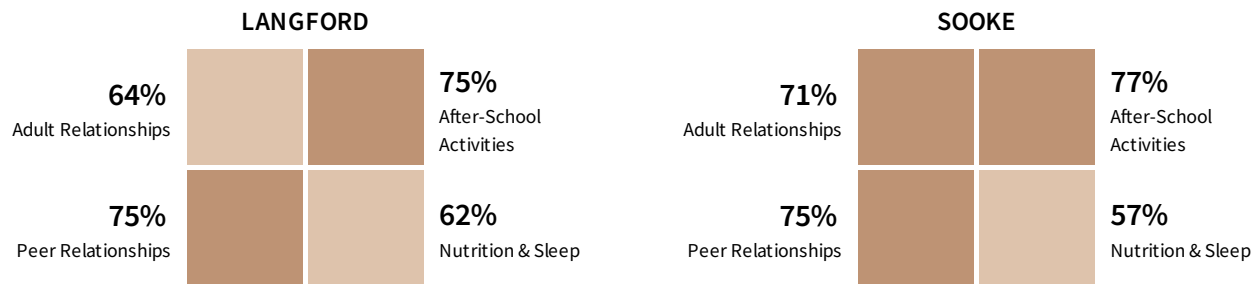 LANGFORD
64%
Adult Relationships
75%
After-School
Activities
75%
Peer Relationships
62%
Nutrition & Sleep
SOOKE
71%
Adult Relationships
77%
After-School
Activities
75%
Peer Relationships
57%
Nutrition & Sleep